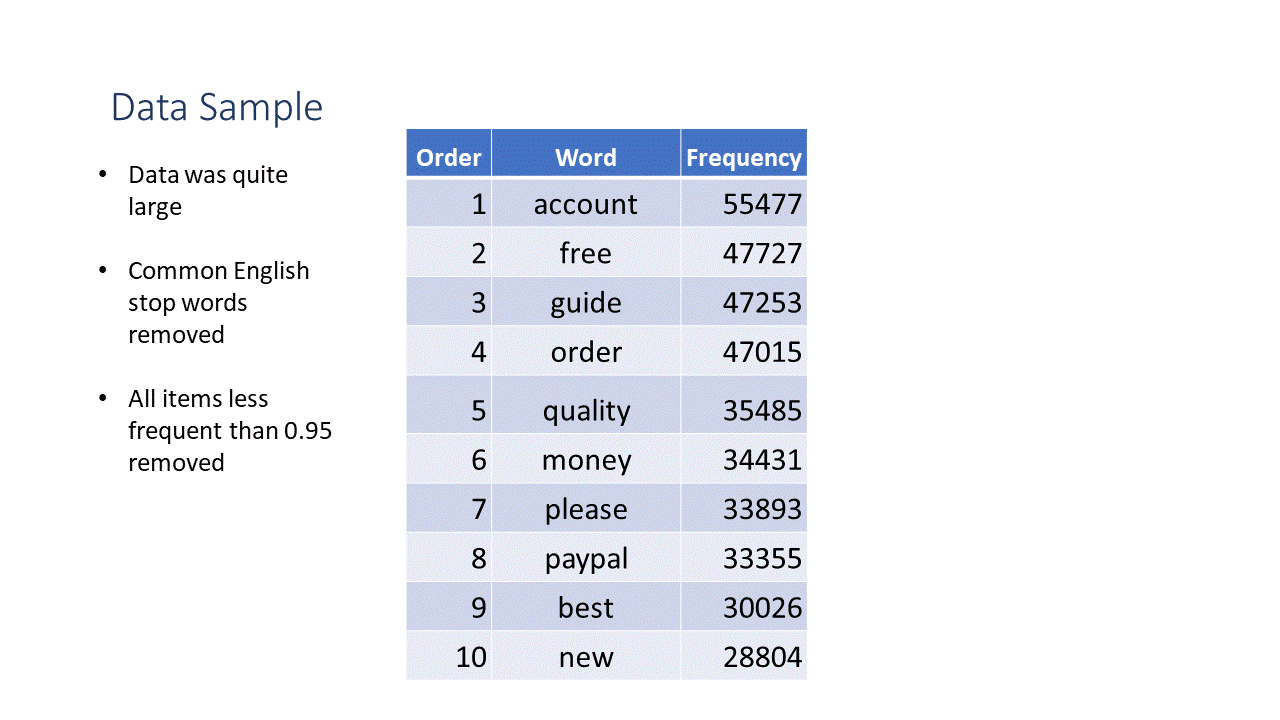 Data Sample
• Data was quite
large
• Common English
stop words
removed
• All items less
frequent than 0.95
removed
Order Word Frequency
1 account 55477
2 free 47727
3 guide 47253
4 order 47015
5 quality 35485
6 money 34431
7 please 33893
8 paypal 33355
9 best 30026
10 new 28804